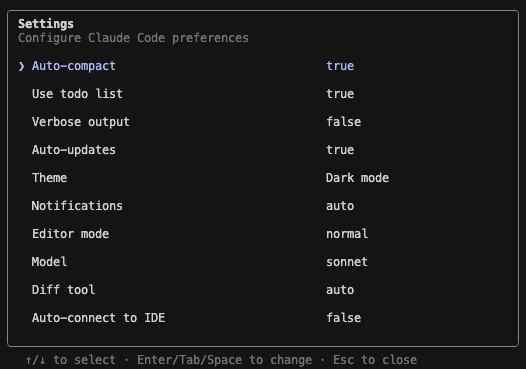 Settings
Configure Claude Code preferences
❯ Auto-compact true
Use todo list true
Verbose output false
Auto-updates true
Theme Dark mode
Notifications auto
Editor mode normal
Model sonnet
Diff tool auto
Auto-connect to IDE false
↑/↓ to select · Enter/Tab/Space to change · Esc to close